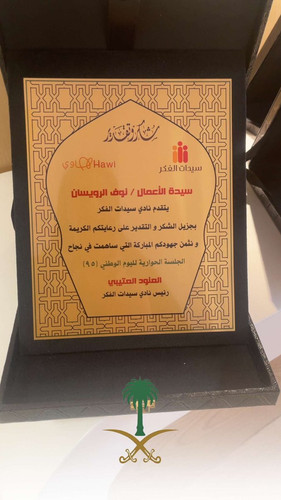 شكر وتقدير
حاوي Hawi
سيدات الفكر
سيدة الأعمال / نوف الرويسان
يتقدم نادي سيدات الفكر
بجزيل الشكر و التقدير على رعايتكم الكريمة
و نثمن جهودكم المباركة التي ساهمت في نجاح
الجلسة الحوارية لليوم الوطني (٩٥)
العنود العتيبي
رئيس نادي سيدات الفكر